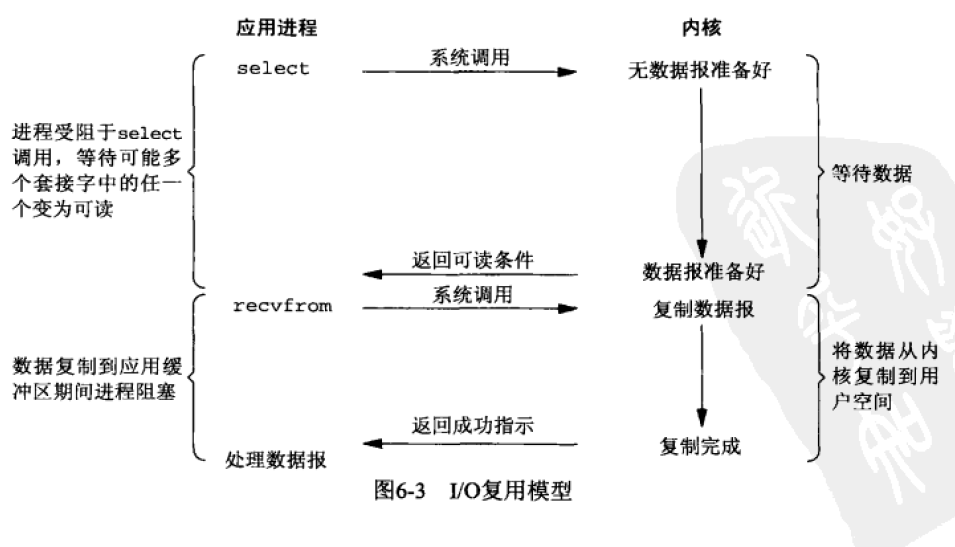 应用进程
内核
select
系统调用
无数据报准备好
进程受阻于select
调用，等待可能多
个套接字中的任一
个变为可读
等待数据
返回可读条件
数据报准备好
recvfrom
系统调用
复制数据报
数据复制到应用缓
冲区期间进程阻塞
将数据从内
核复制到用
户空间
返回成功指示
复制完成
处理数据报
图6-3 I/O复用模型